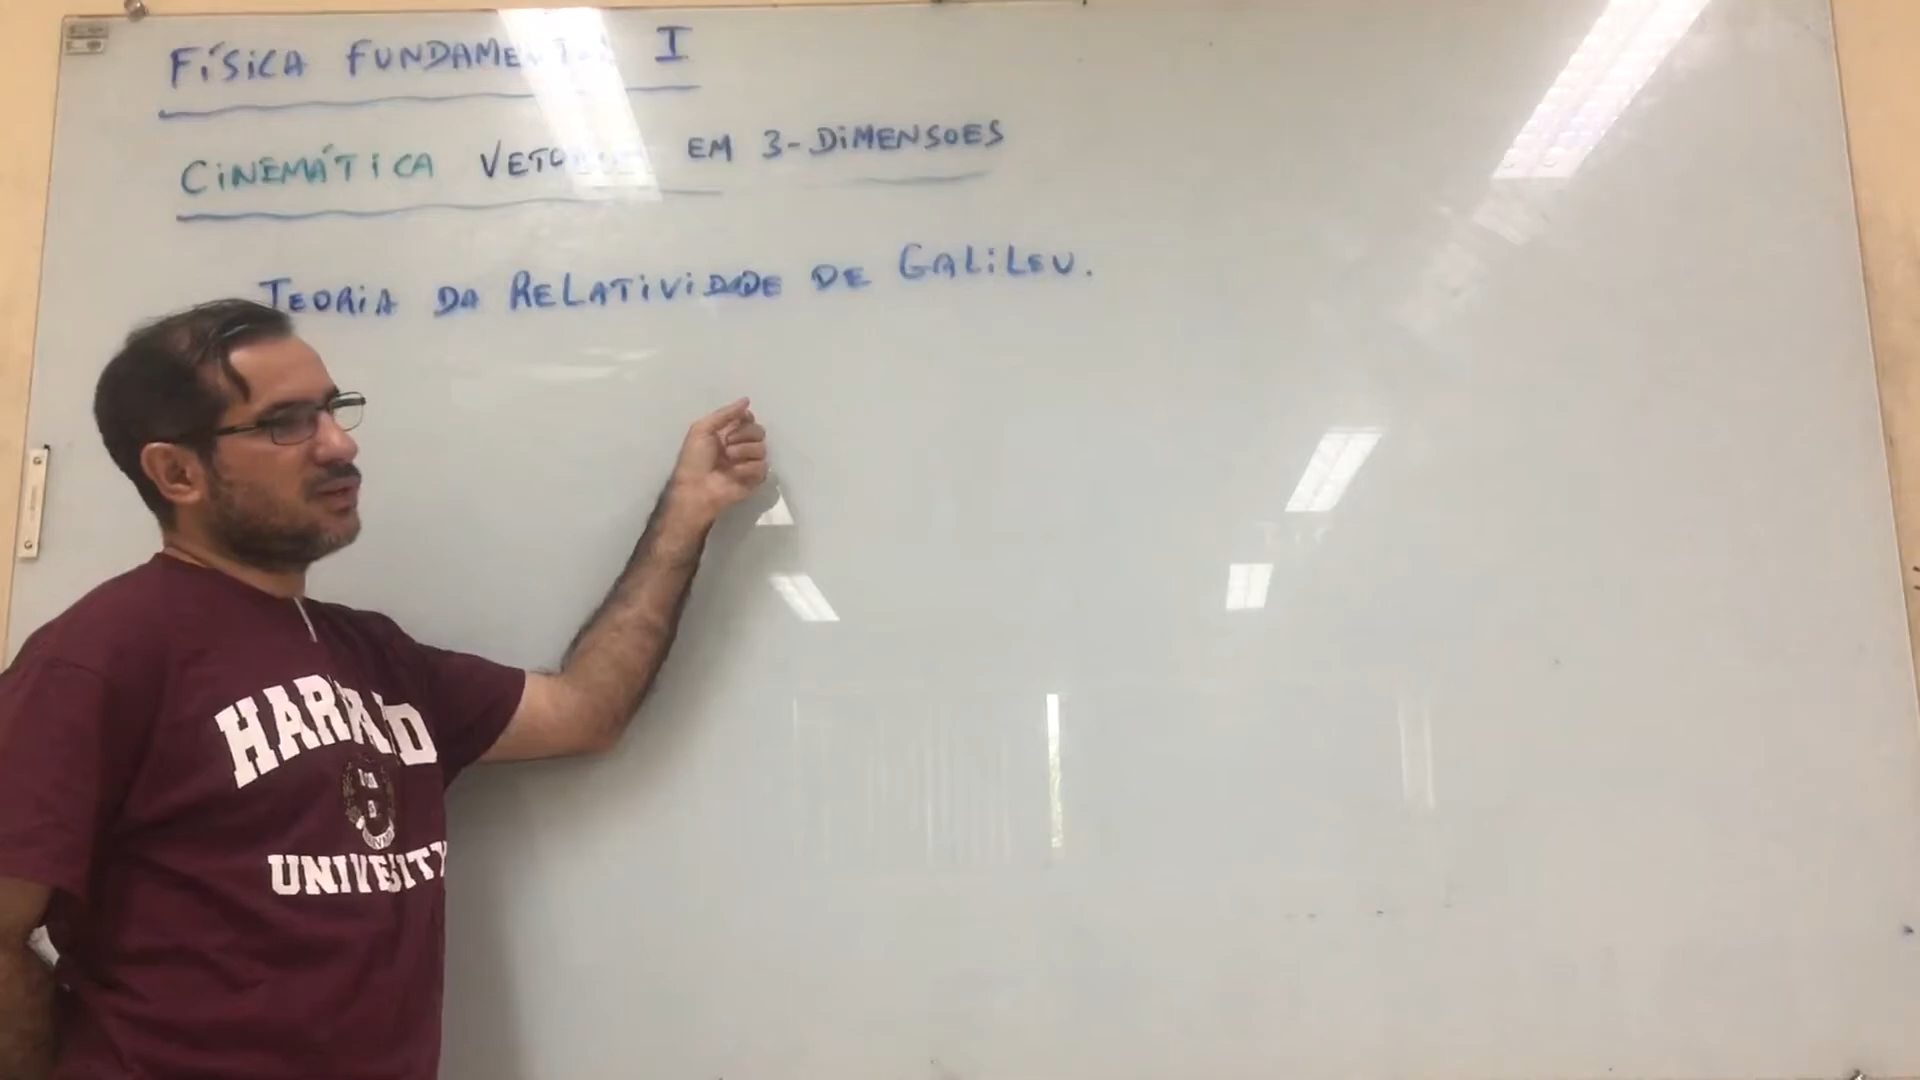 FÍSICA FUNDAMENTAL I
CINEMÁTICA VETORIAL EM 3-DIMENSOES
TEORIA DA RELATIVIDADE DE GALILEU.
HARVARD
UNIVERSITY